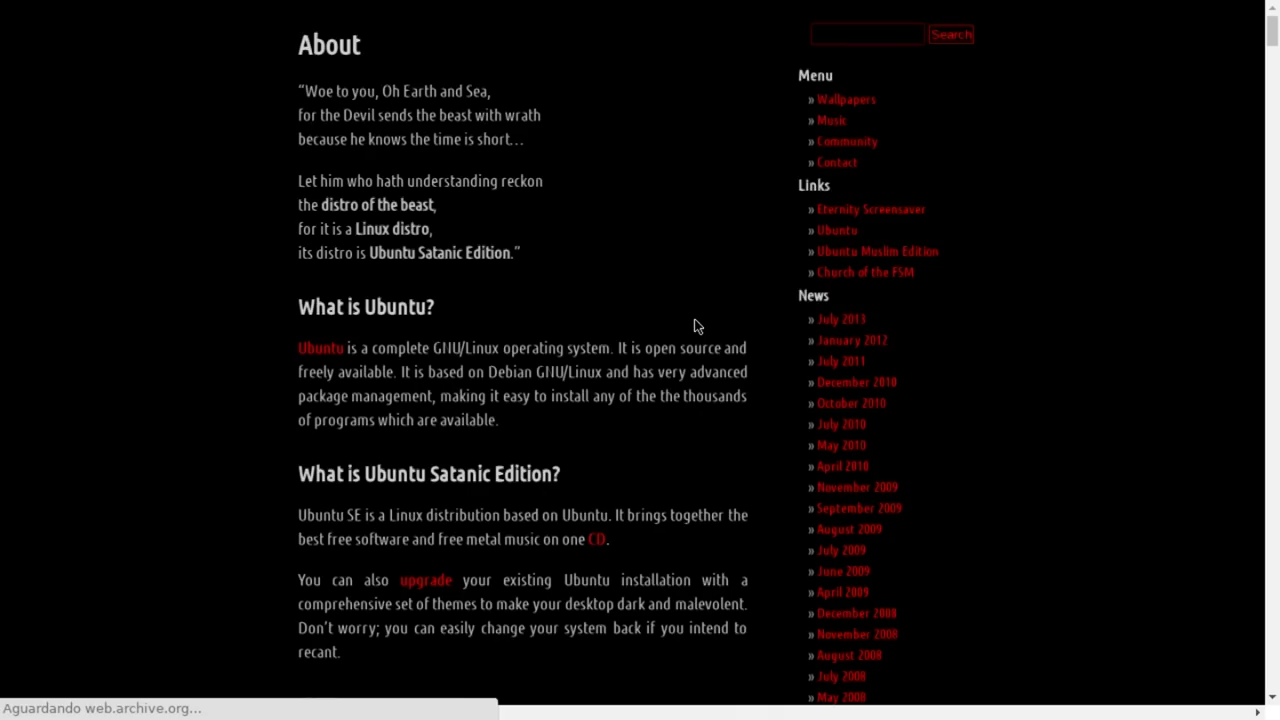 About
“Woe to you, Oh Earth and Sea,
for the Devil sends the beast with wrath
because he knows the time is short…
Let him who hath understanding reckon
the distro of the beast,
for it is a Linux distro,
its distro is Ubuntu Satanic Edition.”
What is Ubuntu?
Ubuntu is a complete GNU/Linux operating system. It is open source and
freely available. It is based on Debian GNU/Linux and has very advanced
package management, making it easy to install any of the the thousands
of programs which are available.
What is Ubuntu Satanic Edition?
Ubuntu SE is a Linux distribution based on Ubuntu. It brings together the
best free software and free metal music on one CD.
You can also upgrade your existing Ubuntu installation with a
comprehensive set of themes to make your desktop dark and malevolent.
Don’t worry; you can easily change your system back if you intend to
recant.
Search
Menu
» Wallpapers
» Music
» Community
» Contact
Links
» Eternity Screensaver
» Ubuntu
» Ubuntu Muslim Edition
» Church of the FSM
News
» July 2013
» January 2012
» July 2011
» December 2010
» October 2010
» July 2010
» May 2010
» April 2010
» November 2009
» September 2009
» August 2009
» July 2009
» June 2009
» April 2009
» December 2008
» November 2008
» August 2008
» July 2008
» May 2008
Aguardando web.archive.org...